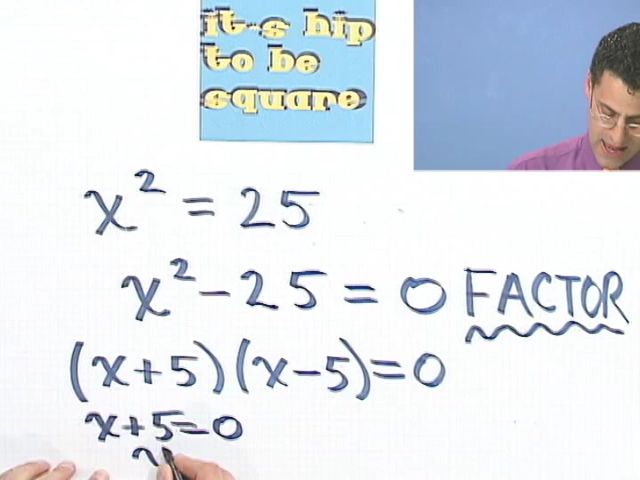 it's hip
to be
square
x² = 25
x² - 25 = 0 FACTOR
(x+5)(x-5)=0
x+5=0